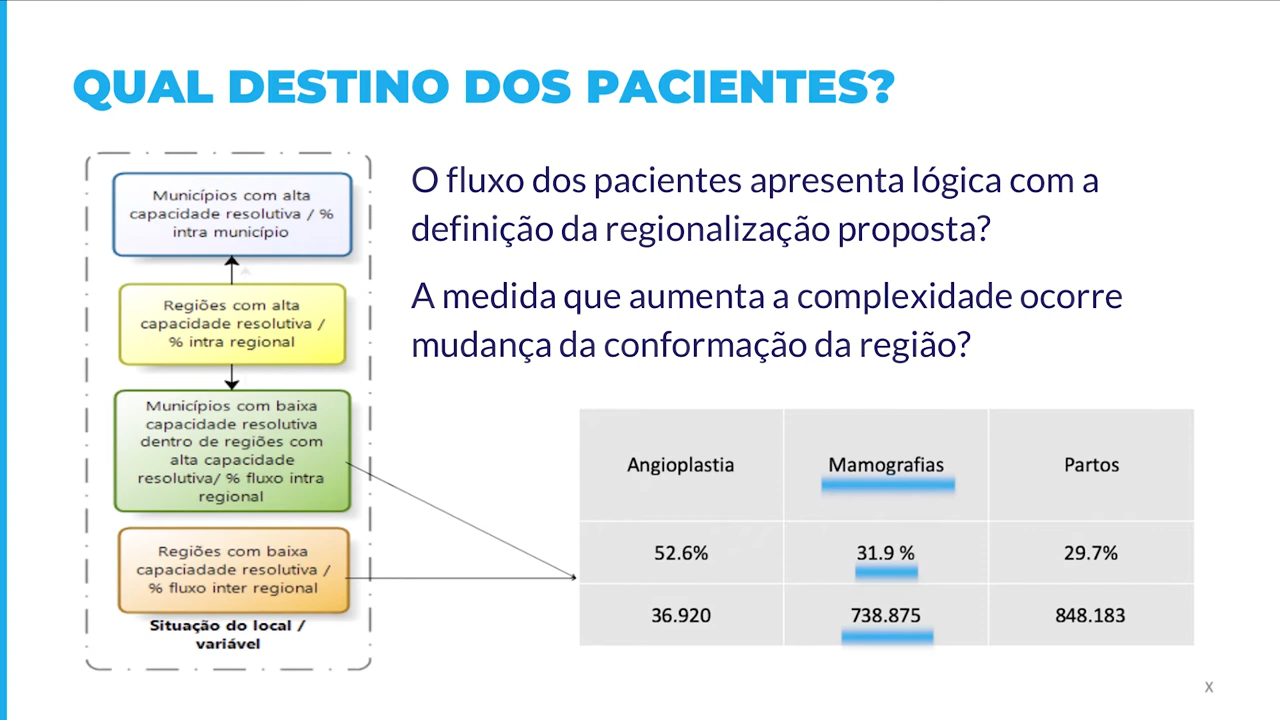 QUAL DESTINO DOS PACIENTES?
Municípios com alta
capacidade resolutiva / %
intra município
Regiões com alta
capacidade resolutiva /
% intra regional
Municípios com baixa
capacidade resolutiva
dentro de regiões com
alta capacidade
resolutiva/ % fluxo intra
regional
Regiões com baixa
capaciadade resolutiva /
% fluxo inter regional
Situação do local /
variável
O fluxo dos pacientes apresenta lógica com a
definição da regionalização proposta?
A medida que aumenta a complexidade ocorre
mudança da conformação da região?
Angioplastia Mamografias Partos
52.6% 31.9 % 29.7%
36.920 738.875 848.183
X